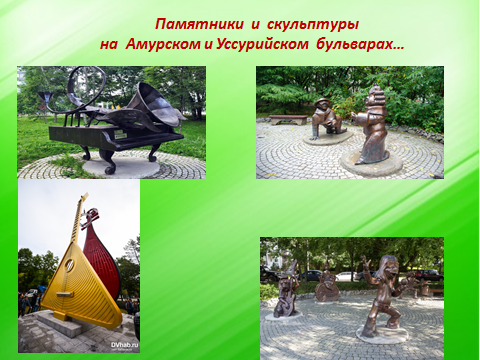 Памятники и скульптуры
на Амурском и Уссурийском бульварах...
DVhab.ru